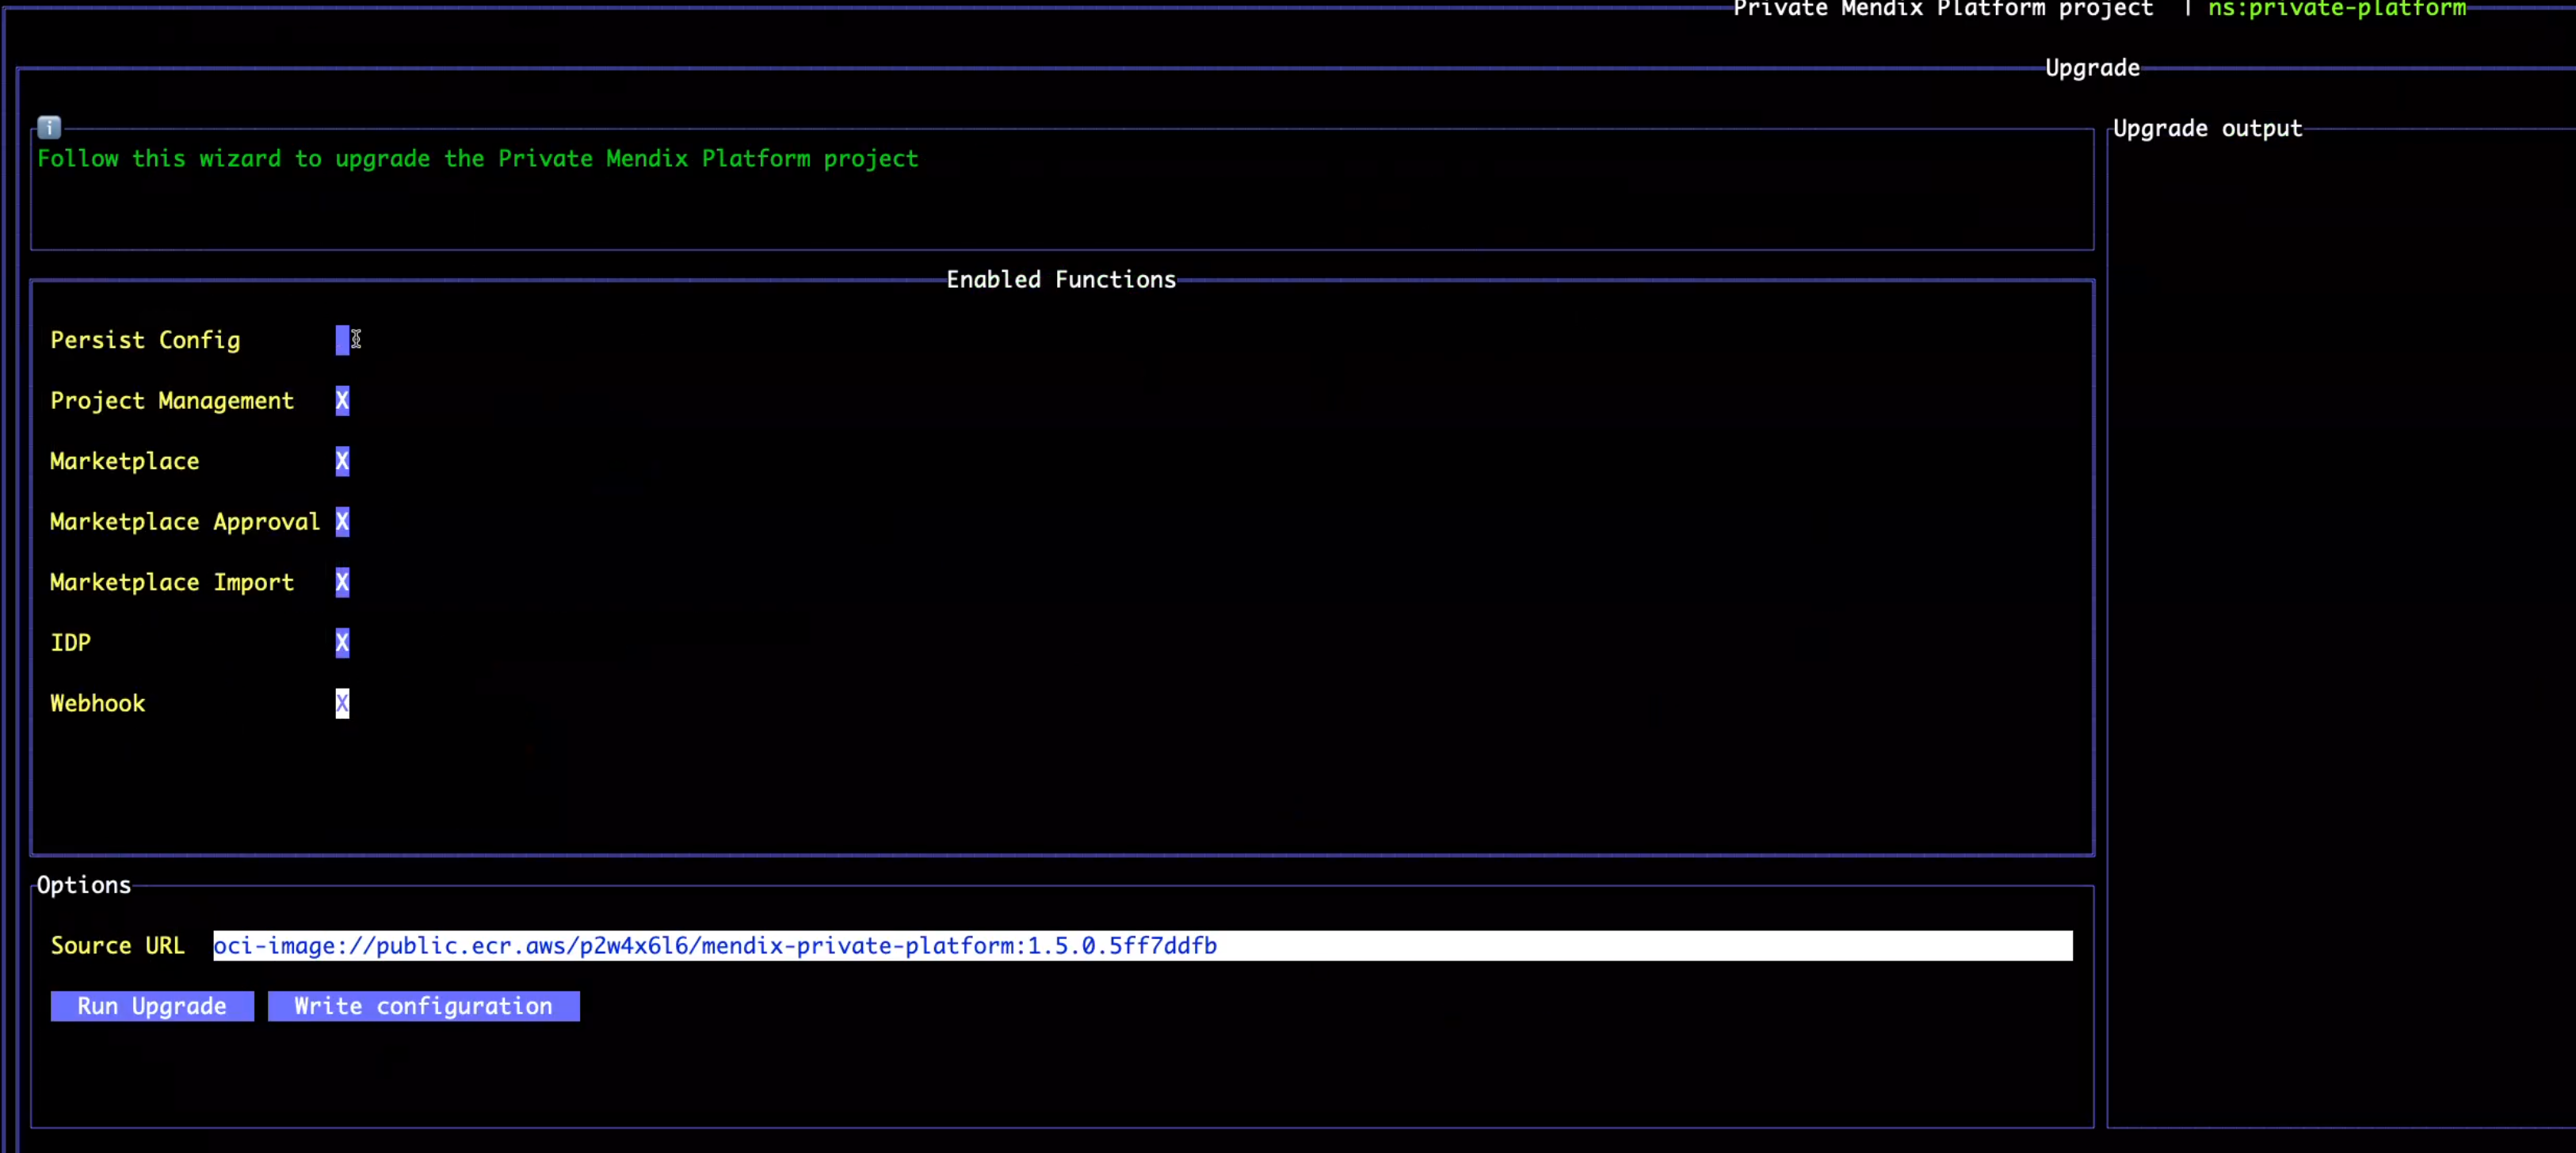 Private Mendix Platform project | ns:private-platform
Upgrade
i
Follow this wizard to upgrade the Private Mendix Platform project
Upgrade output
Enabled Functions
Persist Config
Project Management X
Marketplace X
Marketplace Approval X
Marketplace Import X
IDP X
Webhook X
Options
Source URL oci-image://public.ecr.aws/p2w4x6l6/mendix-private-platform:1.5.0.5ff7ddfb
Run Upgrade Write configuration